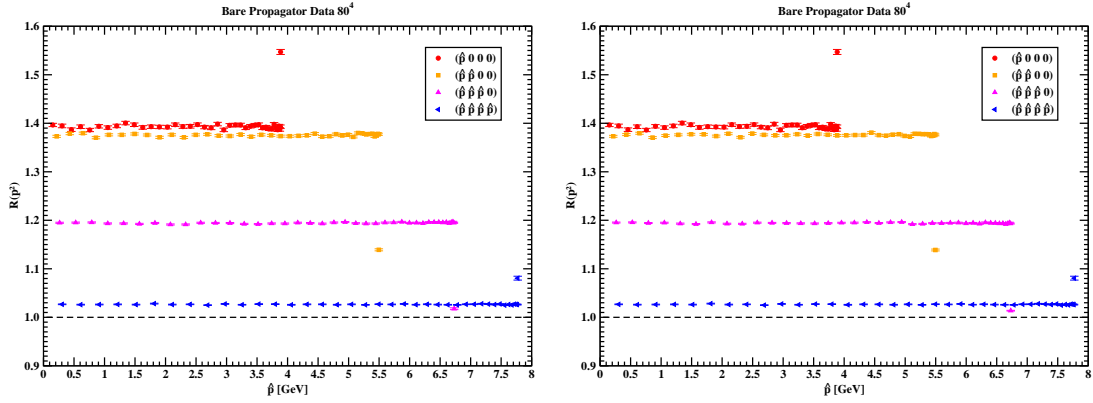 Bare Propagator Data 80⁴
1.6
1.5
1.4
1.3
1.2
1.1
1.0
0.9
R(p²)
(p̂ 0 0 0)
(p̂ p̂ 0 0)
(p̂ p̂ p̂ 0)
(p̂ p̂ p̂ p̂)
0 0.5 1 1.5 2 2.5 3 3.5 4 4.5 5 5.5 6 6.5 7 7.5 8
p̂ [GeV]
Bare Propagator Data 80⁴
1.6
1.5
1.4
1.3
1.2
1.1
1.0
0.9
R(p²)
(p̂ 0 0 0)
(p̂ p̂ 0 0)
(p̂ p̂ p̂ 0)
(p̂ p̂ p̂ p̂)
0 0.5 1 1.5 2 2.5 3 3.5 4 4.5 5 5.5 6 6.5 7 7.5 8
p̂ [GeV]